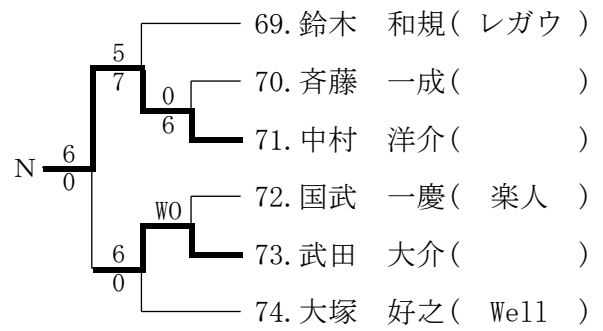 69.鈴木 和規( レガウ )
5
7
70.斉藤 一成( )
0
6
71.中村 洋介( )
N
6
0
72.国武 一慶( 楽人 )
WO
73.武田 大介( )
6
0
74.大塚 好之( Well )